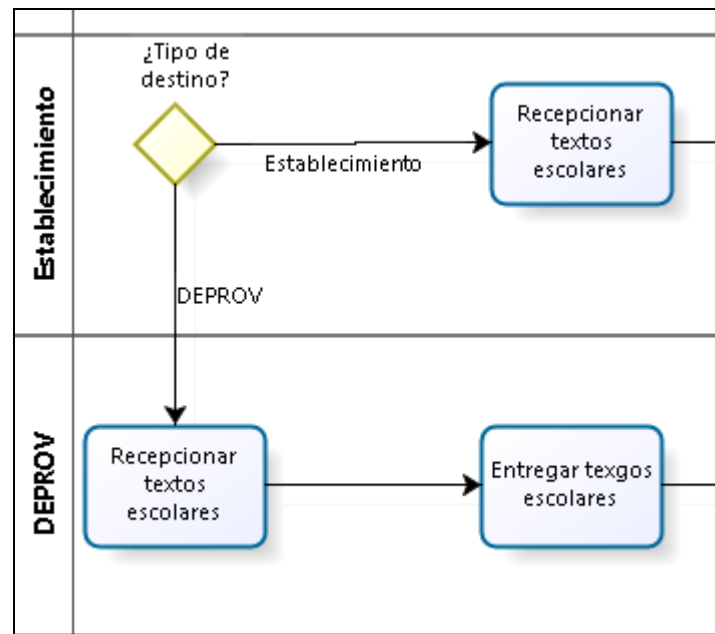 Establecimiento
¿Tipo de
destino?
Establecimiento
Recepcionar
textos
escolares
DEPROV
DEPROV
Recepcionar
textos
escolares
Entregar texgos
escolares